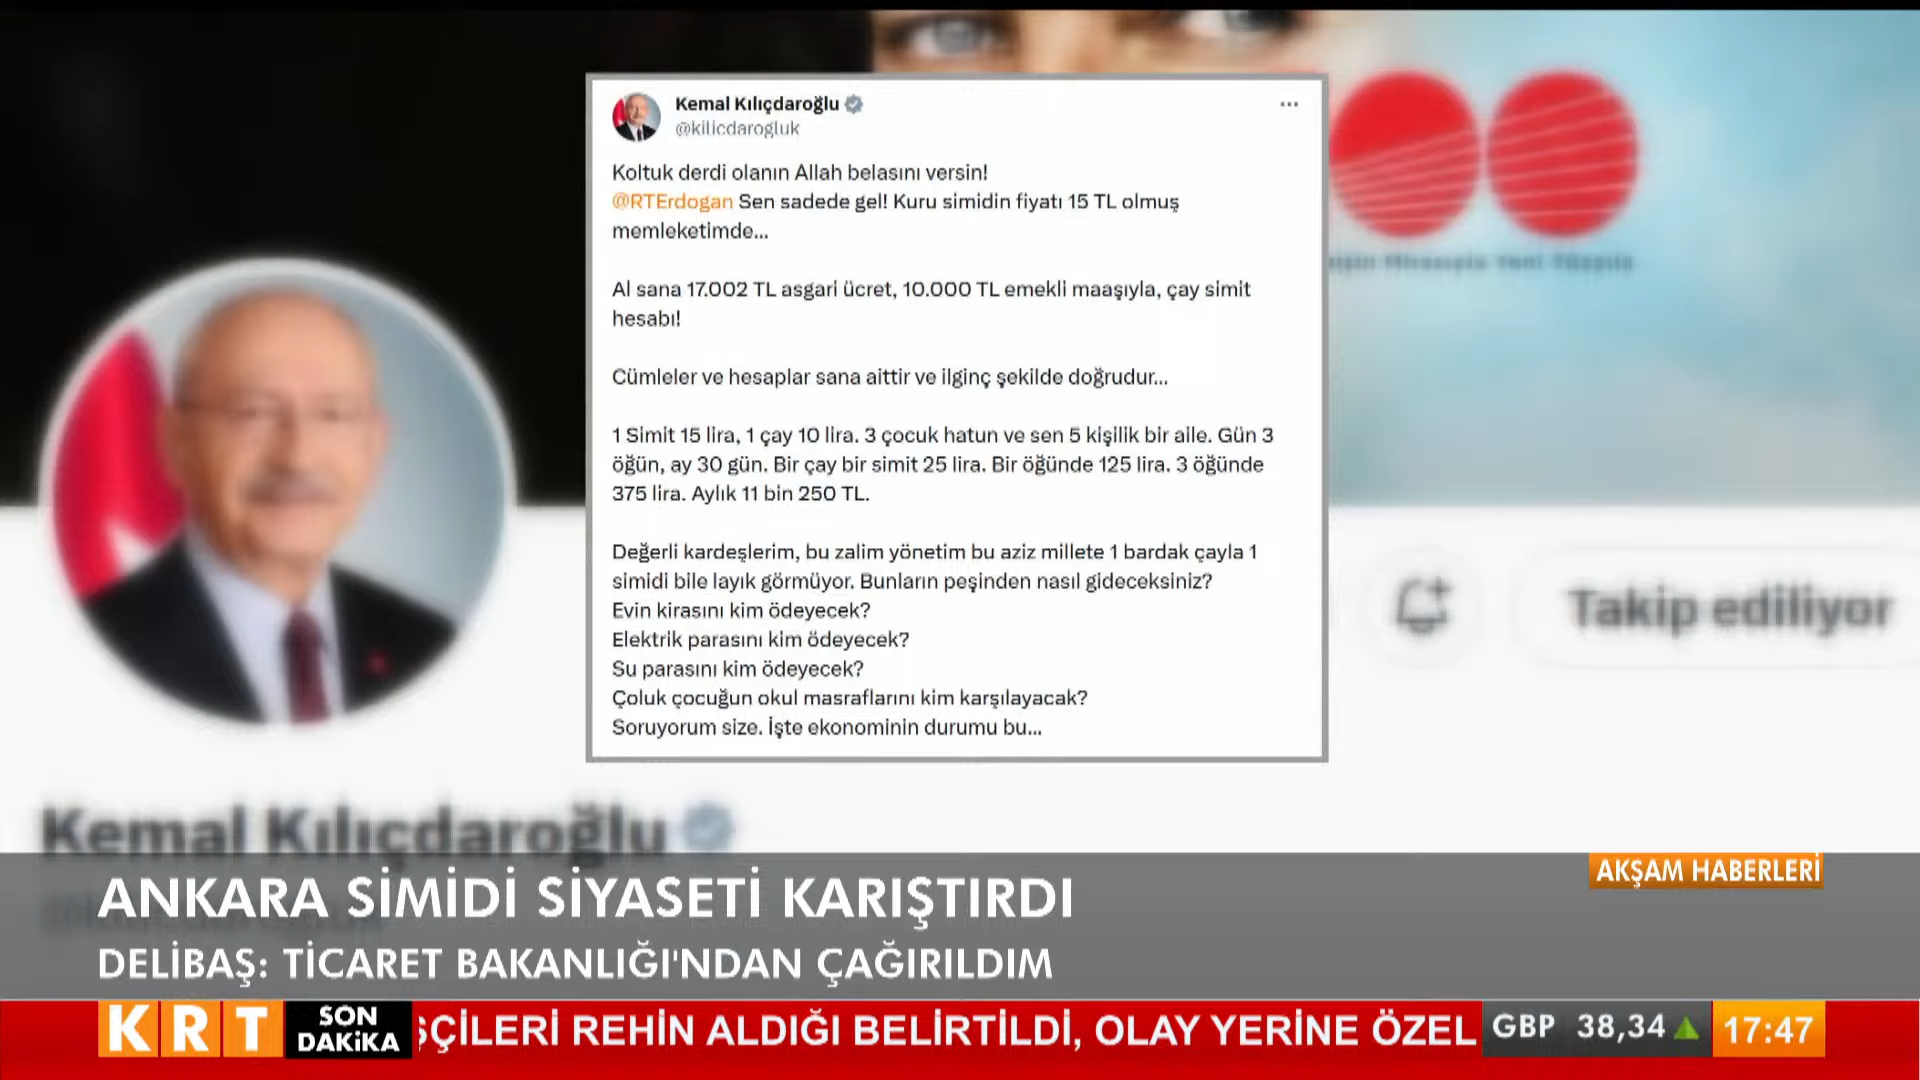 Kemal Kılıçdaroğlu
@kilicdarogluk
Koltuk derdi olanın Allah belasını versin!
@RTErdogan Sen sadede gel! Kuru simidin fiyatı 15 TL olmuş
memleketimde...
Al sana 17.002 TL asgari ücret, 10.000 TL emekli maaşıyla, çay simit
hesabı!
Cümleler ve hesaplar sana aittir ve ilginç şekilde doğrudur...
1 Simit 15 lira, 1 çay 10 lira. 3 çocuk hatun ve sen 5 kişilik bir aile. Gün 3
öğün, ay 30 gün. Bir çay bir simit 25 lira. Bir öğünde 125 lira. 3 öğünde
375 lira. Aylık 11 bin 250 TL.
Değerli kardeşlerim, bu zalim yönetim bu aziz millete 1 bardak çayla 1
simidi bile layık görmüyor. Bunların peşinden nasıl gideceksiniz?
Evin kirasını kim ödeyecek?
Elektrik parasını kim ödeyecek?
Su parasını kim ödeyecek?
Çoluk çocuğun okul masraflarını kim karşılayacak?
Soruyorum size. İşte ekonominin durumu bu...
Takip ediliyor
Kemal Kılıçdaroğlu
AKŞAM HABERLERİ
ANKARA SİMİDİ SİYASETİ KARIŞTIRDI
DELİBAŞ: TİCARET BAKANLIĞI'NDAN ÇAĞIRILDIM
KRT
SON
DAKİKA
ŞÇİLERİ REHİN ALDIĞI BELİRTİLDİ, OLAY YERİNE ÖZEL
GBP 38,34
17:47